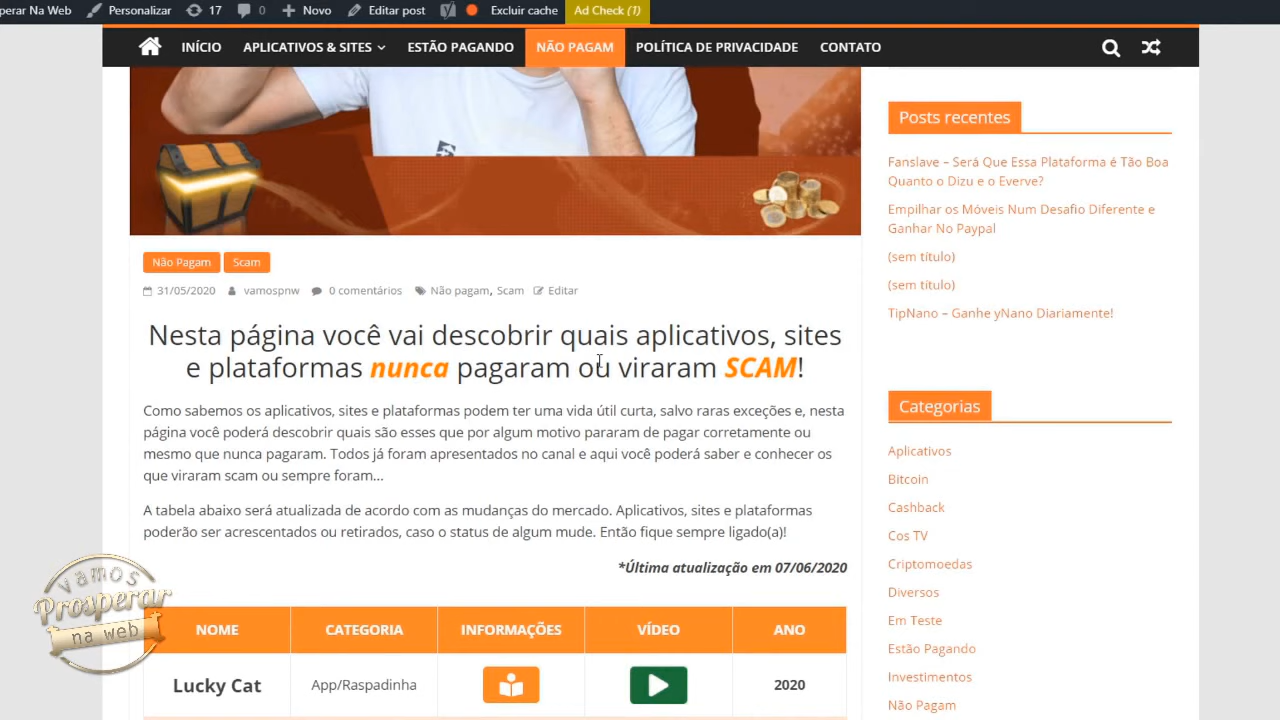 perar Na Web Personalizar 17 0 Novo Editar post Excluir cache Ad Check (1)
INÍCIO APLICATIVOS & SITES ESTÃO PAGANDO NÃO PAGAM POLÍTICA DE PRIVACIDADE CONTATO
Não Pagam Scam
31/05/2020 vamospnw 0 comentários Não pagam, Scam Editar
Nesta página você vai descobrir quais aplicativos, sites
e plataformas nunca pagaram ou viraram SCAM!
Como sabemos os aplicativos, sites e plataformas podem ter uma vida útil curta, salvo raras exceções e, nesta
página você poderá descobrir quais são esses que por algum motivo pararam de pagar corretamente ou
mesmo que nunca pagaram. Todos já foram apresentados no canal e aqui você poderá saber e conhecer os
que viraram scam ou sempre foram...
A tabela abaixo será atualizada de acordo com as mudanças do mercado. Aplicativos, sites e plataformas
poderão ser acrescentados ou retirados, caso o status de algum mude. Então fique sempre ligado(a)!
*Última atualização em 07/06/2020
NOME CATEGORIA INFORMAÇÕES VÍDEO ANO
Lucky Cat App/Raspadinha 2020
vamos
Prosperar
na web
Posts recentes
Fanslave – Será Que Essa Plataforma é Tão Boa
Quanto o Dizu e o Everve?
Empilhar os Móveis Num Desafio Diferente e
Ganhar No Paypal
(sem título)
(sem título)
TipNano – Ganhe yNano Diariamente!
Categorias
Aplicativos
Bitcoin
Cashback
Cos TV
Criptomoedas
Diversos
Em Teste
Estão Pagando
Investimentos
Não Pagam